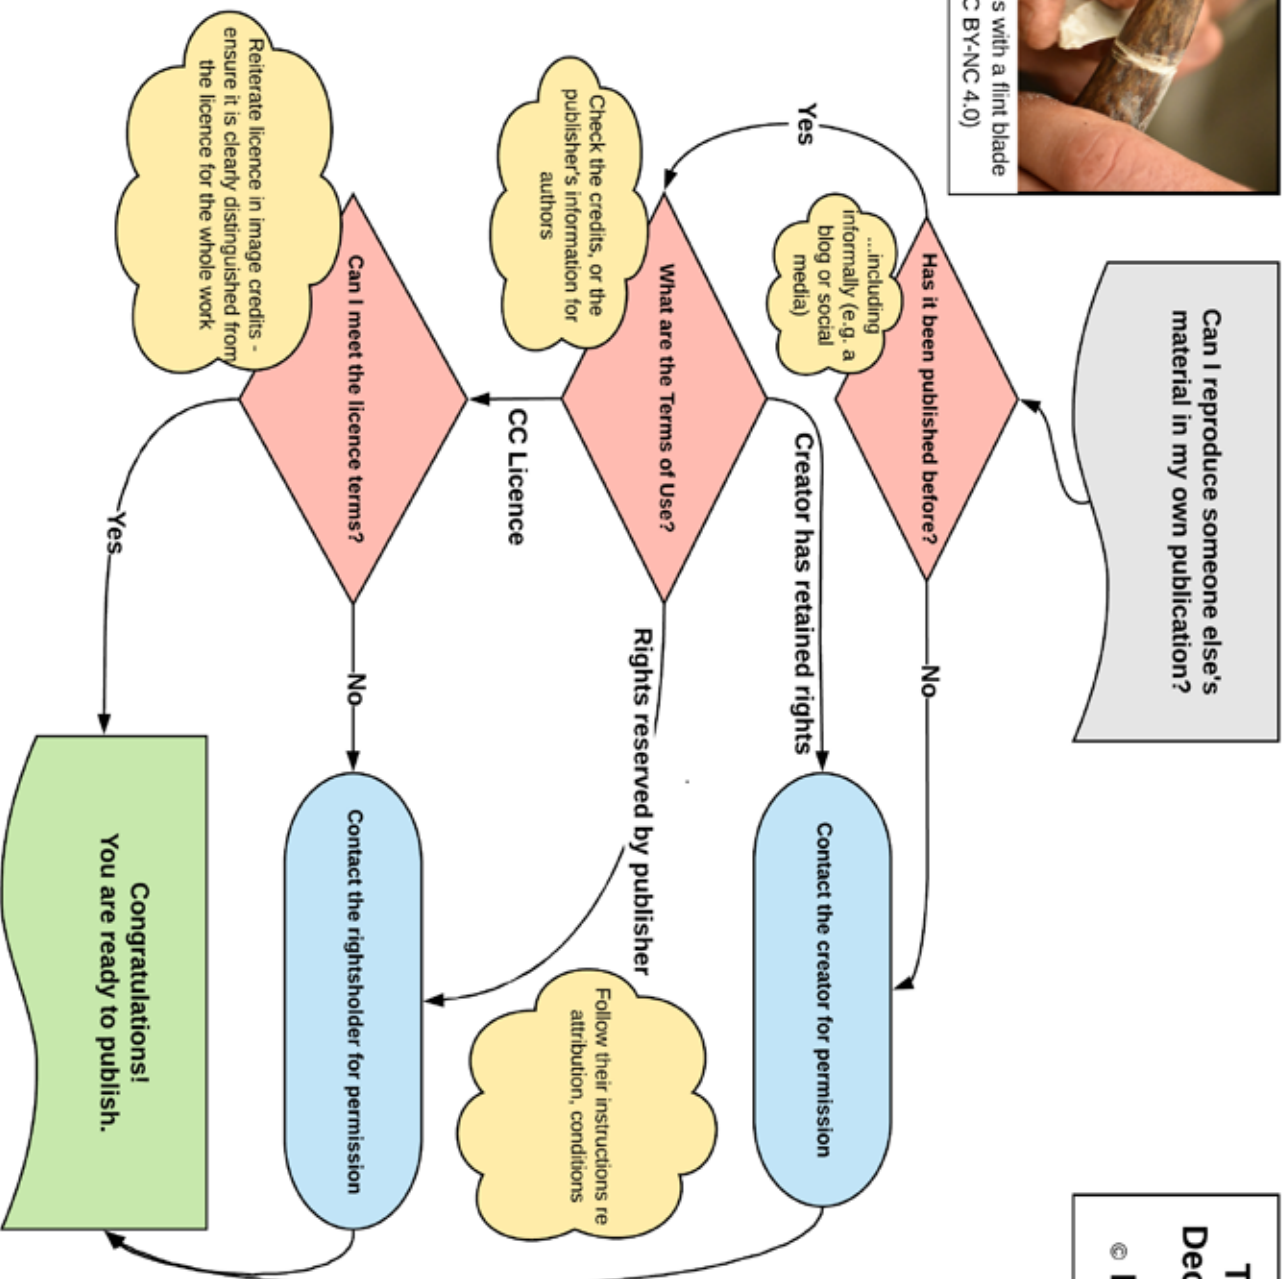 s with a flint blade
C BY-NC 4.0)
Can I reproduce someone else's
material in my own publication?
Has it been published before?
...including
informally (e.g. a
blog or social
media)
Yes
No
What are the Terms of Use?
Check the credits, or the
publisher's information for
authors
Creator has retained rights
Contact the creator for permission
Rights reserved by publisher
Follow their instructions re
attribution, conditions
CC Licence
Can I meet the licence terms?
Reiterate licence in image credits -
ensure it is clearly distinguished from
the licence for the whole work
No
Contact the rightsholder for permission
Yes
Congratulations!
You are ready to publish.
T
Dec
©